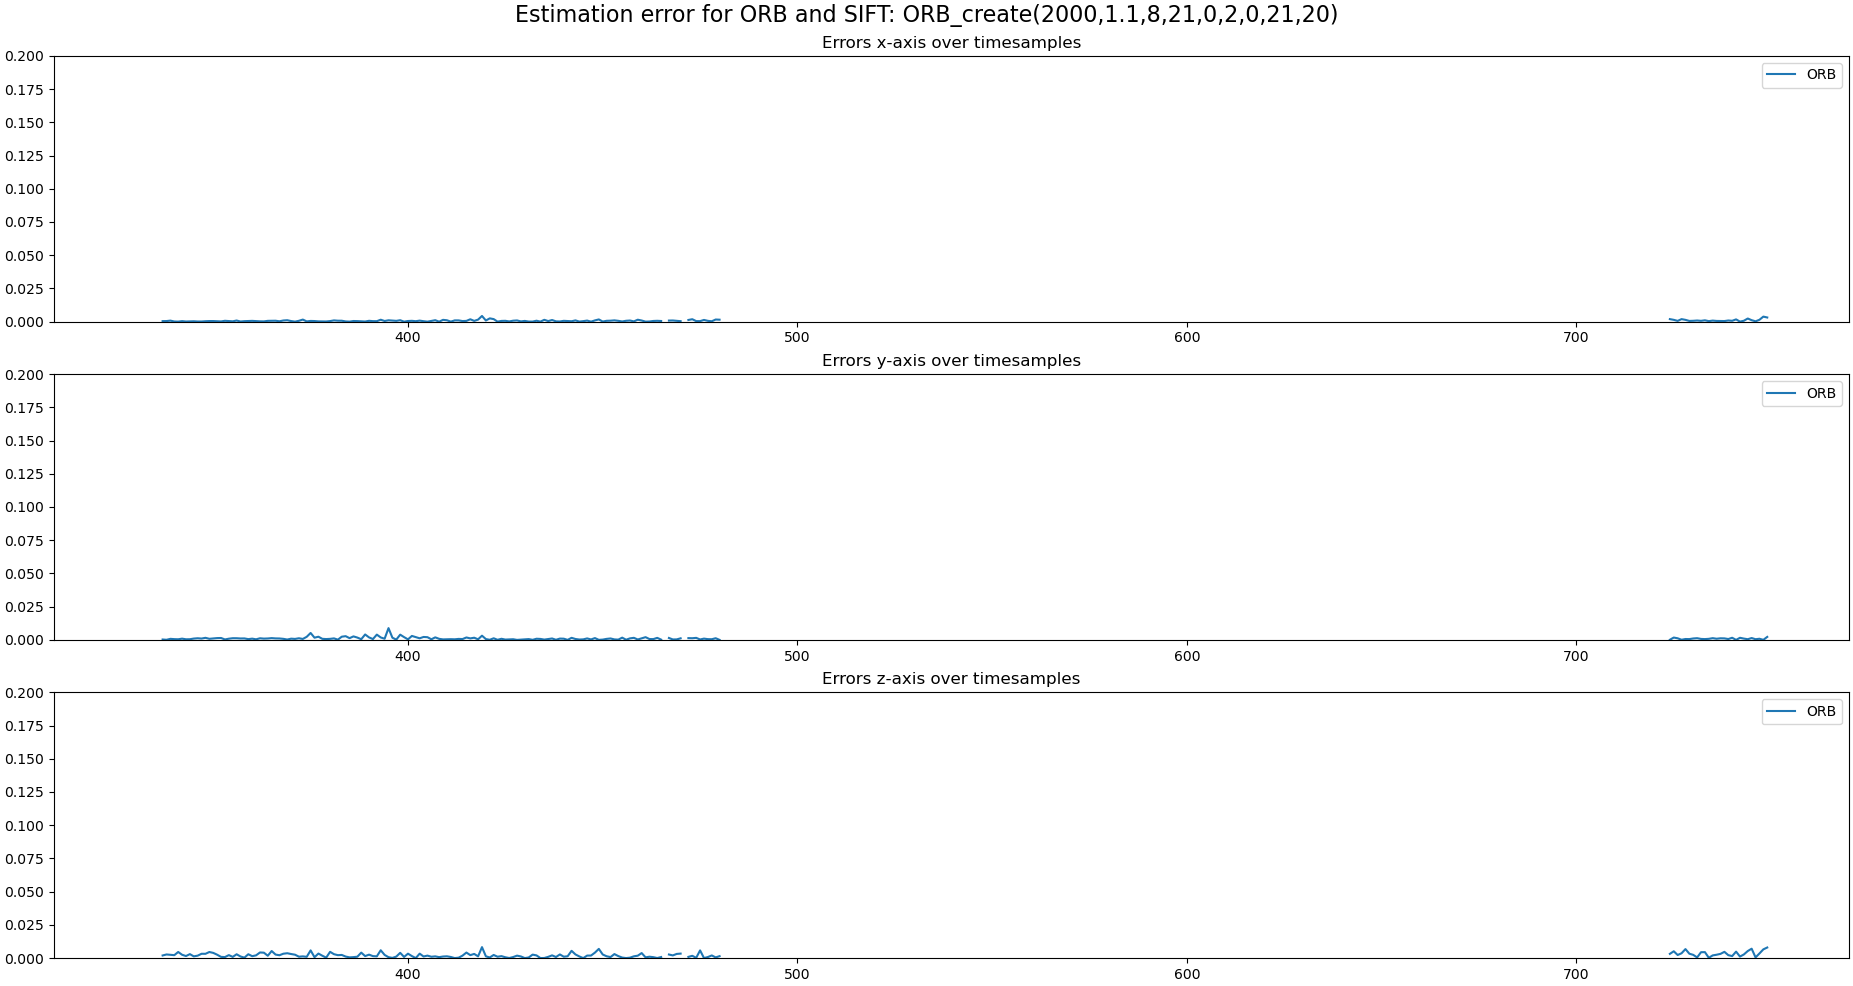 Estimation error for ORB and SIFT: ORB_create(2000,1.1,8,21,0,2,0,21,20)
Errors x-axis over timesamples
ORB
0.200
0.175
0.150
0.125
0.100
0.075
0.050
0.025
0.000
400 500 600 700
Errors y-axis over timesamples
ORB
0.200
0.175
0.150
0.125
0.100
0.075
0.050
0.025
0.000
400 500 600 700
Errors z-axis over timesamples
ORB
0.200
0.175
0.150
0.125
0.100
0.075
0.050
0.025
0.000
400 500 600 700